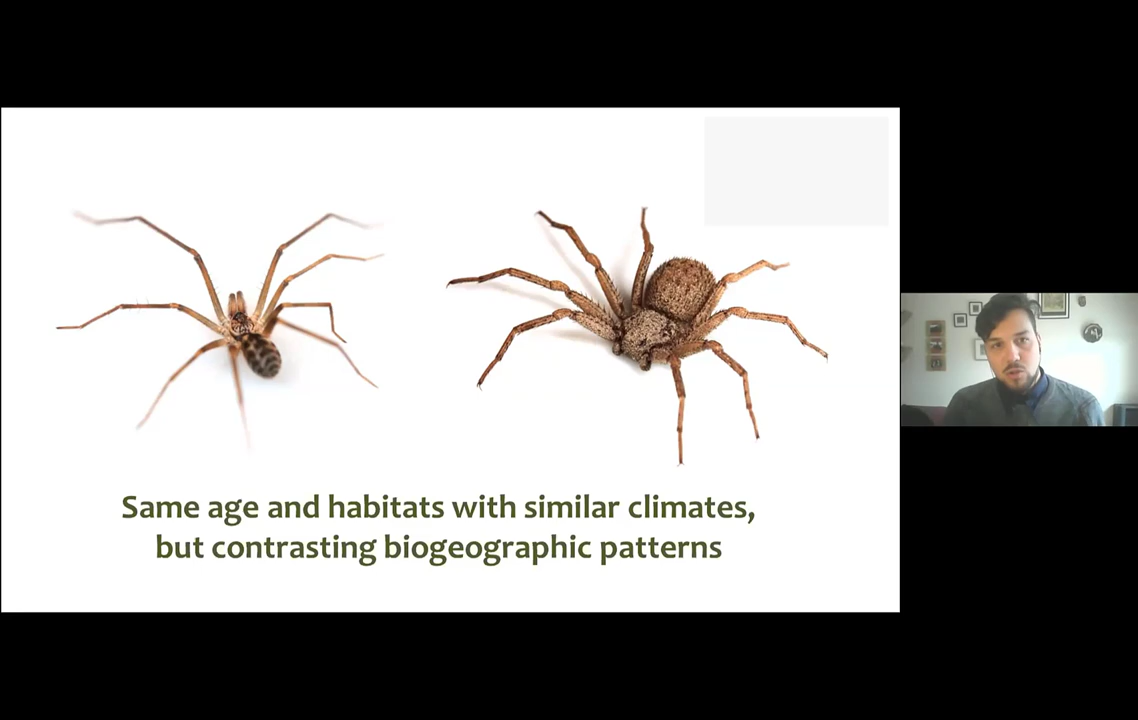 Same age and habitats with similar climates,
but contrasting biogeographic patterns